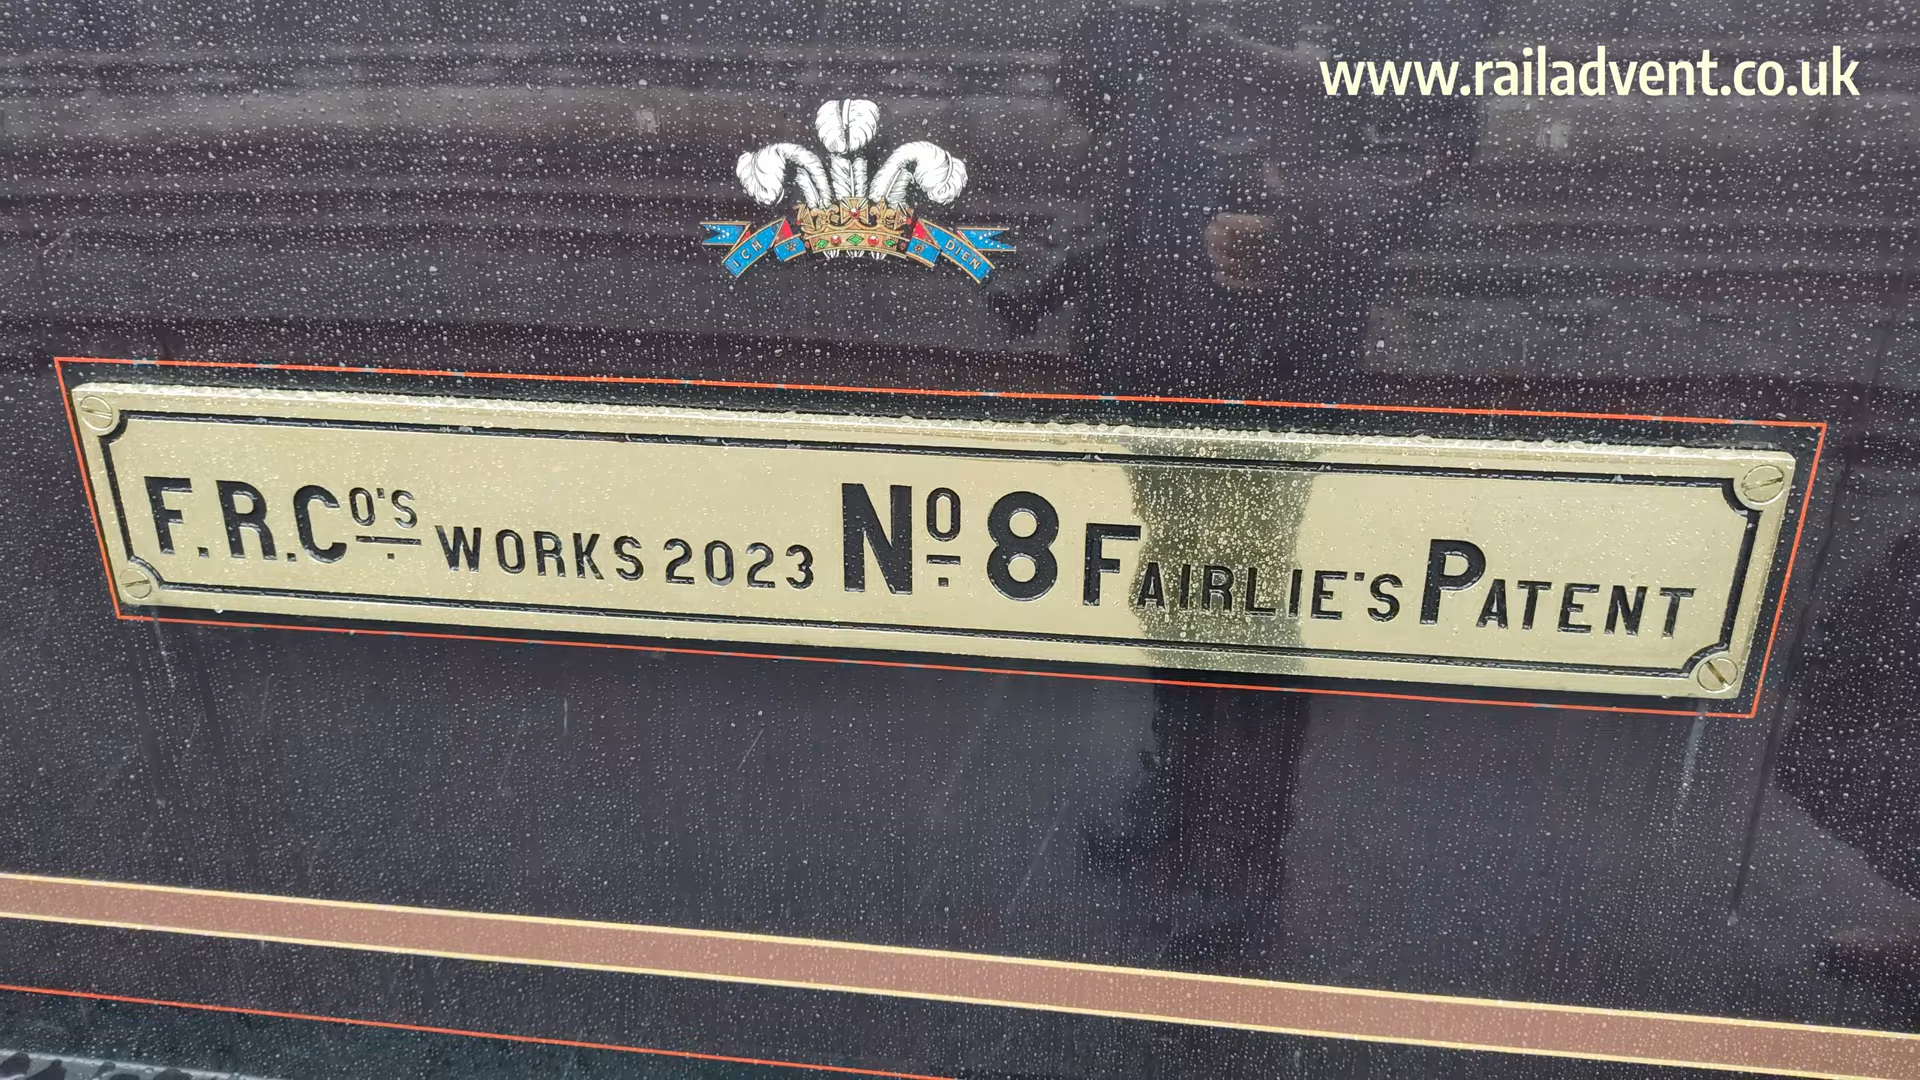 www.railadvent.co.uk
ICH DIEN
F.R.Co's WORKS 2023 No 8 FAIRLIE'S PATENT